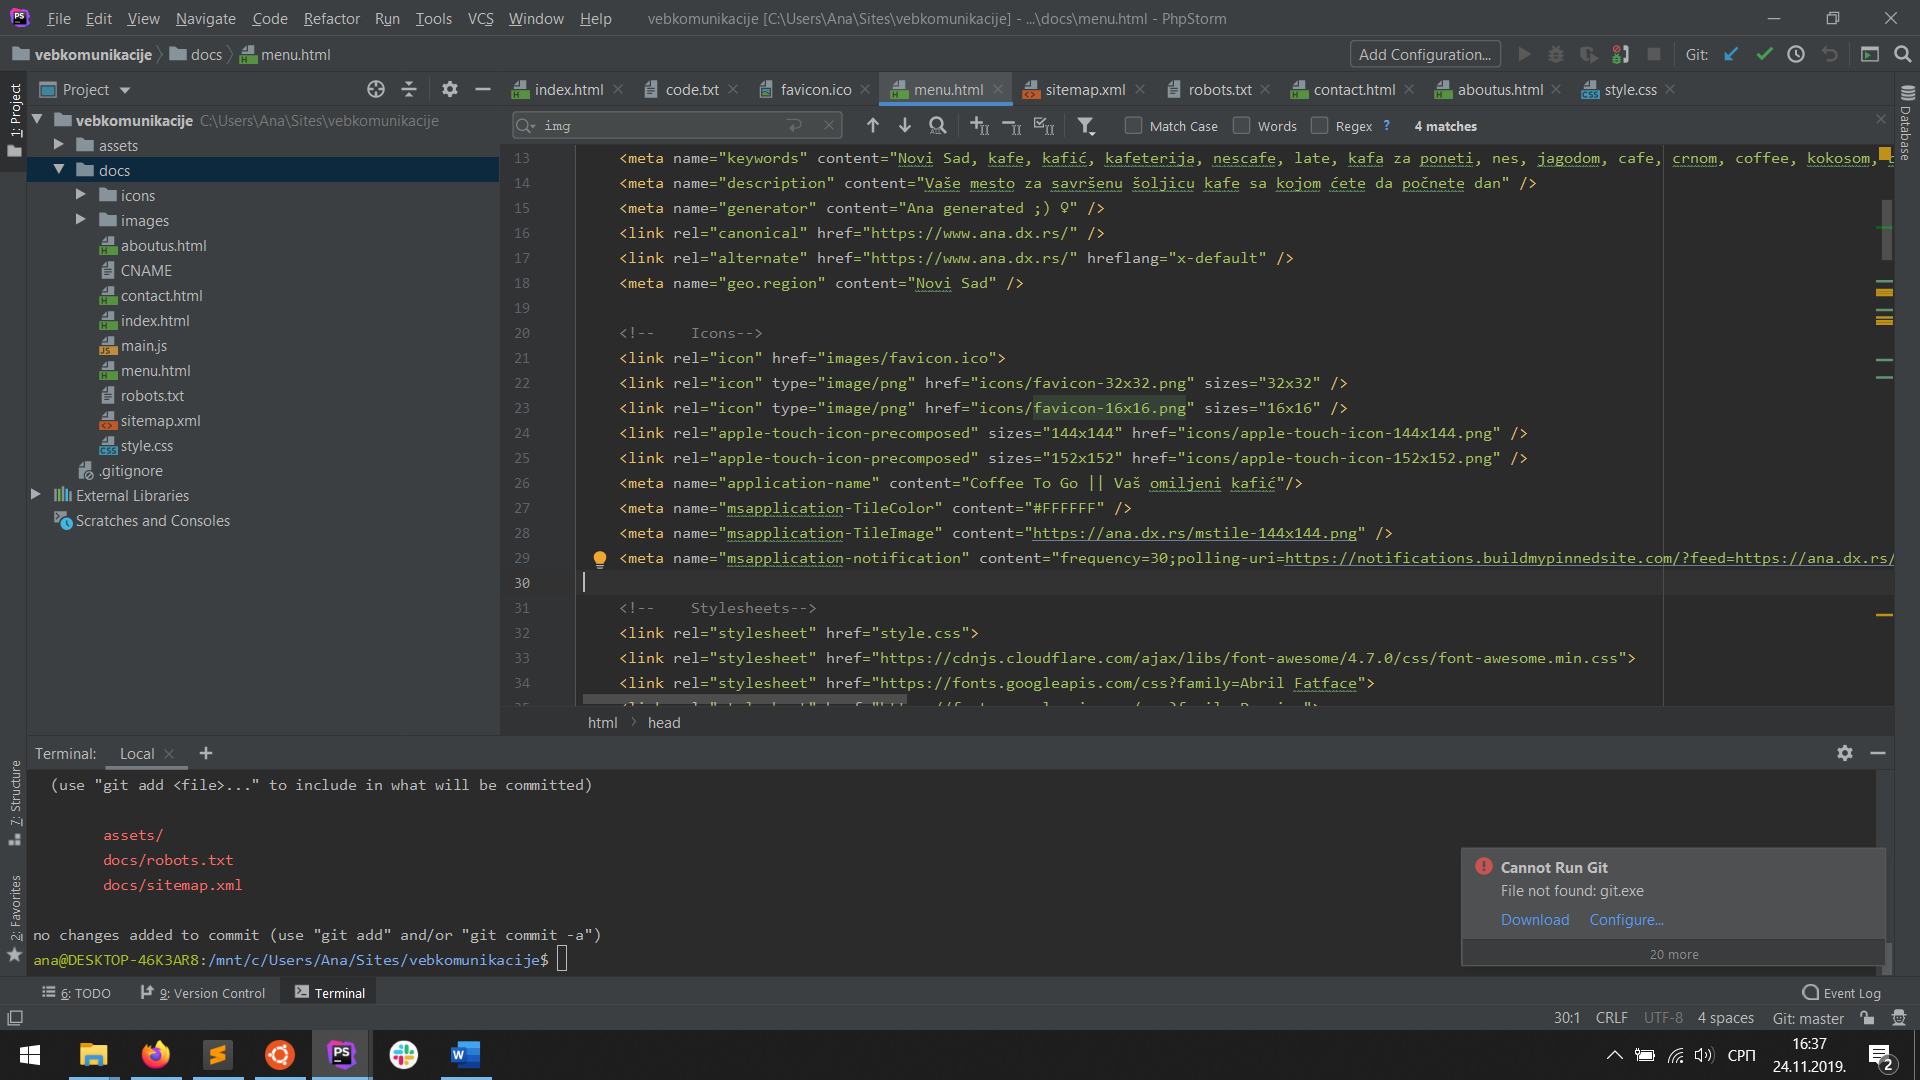 File Edit View Navigate Code Refactor Run Tools VCS Window Help vebkomunikacije [C:\Users\Ana\Sites\vebkomunikacije] - ...\docs\menu.html - PhpStorm
vebkomunikacije docs menu.html Add Configuration... Git:
1: Project
Project
index.html code.txt favicon.ico menu.html sitemap.xml robots.txt contact.html aboutus.html style.css
Database
img Match Case Words Regex ? 4 matches
vebkomunikacije C:\Users\Ana\Sites\vebkomunikacije
assets
docs
icons
images
aboutus.html
CNAME
contact.html
index.html
main.js
menu.html
robots.txt
sitemap.xml
style.css
.gitignore
External Libraries
Scratches and Consoles
13 <meta name="keywords" content="Novi Sad, kafe, kafić, kafeterija, nescafe, late, kafa za poneti, nes, jagodom, cafe, crnom, coffee, kokosom,
14 <meta name="description" content="Vaše mesto za savršenu šoljicu kafe sa kojom ćete da počnete dan" />
15 <meta name="generator" content="Ana generated ;) ♀" />
16 <link rel="canonical" href="https://www.ana.dx.rs/" />
17 <link rel="alternate" href="https://www.ana.dx.rs/" hreflang="x-default" />
18 <meta name="geo.region" content="Novi Sad" />
19
20 <!--    Icons-->
21 <link rel="icon" href="images/favicon.ico">
22 <link rel="icon" type="image/png" href="icons/favicon-32x32.png" sizes="32x32" />
23 <link rel="icon" type="image/png" href="icons/favicon-16x16.png" sizes="16x16" />
24 <link rel="apple-touch-icon-precomposed" sizes="144x144" href="icons/apple-touch-icon-144x144.png" />
25 <link rel="apple-touch-icon-precomposed" sizes="152x152" href="icons/apple-touch-icon-152x152.png" />
26 <meta name="application-name" content="Coffee To Go || Vaš omiljeni kafić"/>
27 <meta name="msapplication-TileColor" content="#FFFFFF" />
28 <meta name="msapplication-TileImage" content="https://ana.dx.rs/mstile-144x144.png" />
29 <meta name="msapplication-notification" content="frequency=30;polling-uri=https://notifications.buildmypinnedsite.com/?feed=https://ana.dx.rs/
30
31 <!--    Stylesheets-->
32 <link rel="stylesheet" href="style.css">
33 <link rel="stylesheet" href="https://cdnjs.cloudflare.com/ajax/libs/font-awesome/4.7.0/css/font-awesome.min.css">
34 <link rel="stylesheet" href="https://fonts.googleapis.com/css?family=Abril Fatface">
html head
Terminal: Local
(use "git add <file>..." to include in what will be committed)
assets/
docs/robots.txt
docs/sitemap.xml
no changes added to commit (use "git add" and/or "git commit -a")
ana@DESKTOP-46K3AR8:/mnt/c/Users/Ana/Sites/vebkomunikacije$
7: Structure
2: Favorites
Cannot Run Git
File not found: git.exe
Download Configure...
20 more
6: TODO 9: Version Control Terminal Event Log
30:1 CRLF UTF-8 4 spaces Git: master
PS
СРП 16:37
24.11.2019.
2